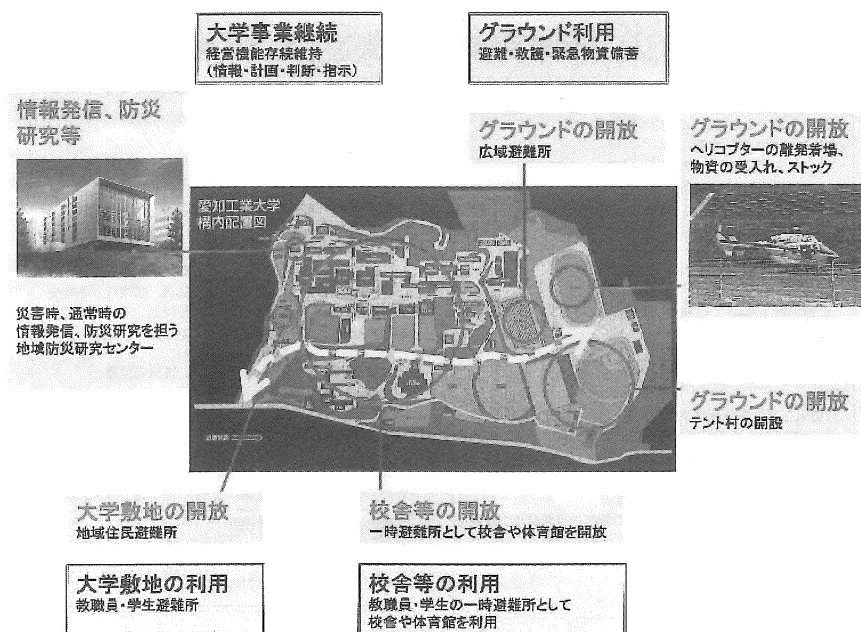 大学事業継続
経営機能存続維持
（情報・計画・判断・指示）
グラウンド利用
避難・救護・緊急物資備蓄
情報発信、防災
研究等
グラウンドの開放
広域避難所
グラウンドの開放
ヘリコプターの離発着場、
物資の受入れ、ストック
愛知工業大学
構内配置図
災害時、通常時の
情報発信、防災研究を担う
地域防災研究センター
グラウンドの開放
テント村の開設
大学敷地の開放
地域住民避難所
校舎等の開放
一時避難所として校舎や体育館を開放
大学敷地の利用
教職員・学生避難所
校舎等の利用
教職員・学生の一時避難所として
校舎や体育館を利用